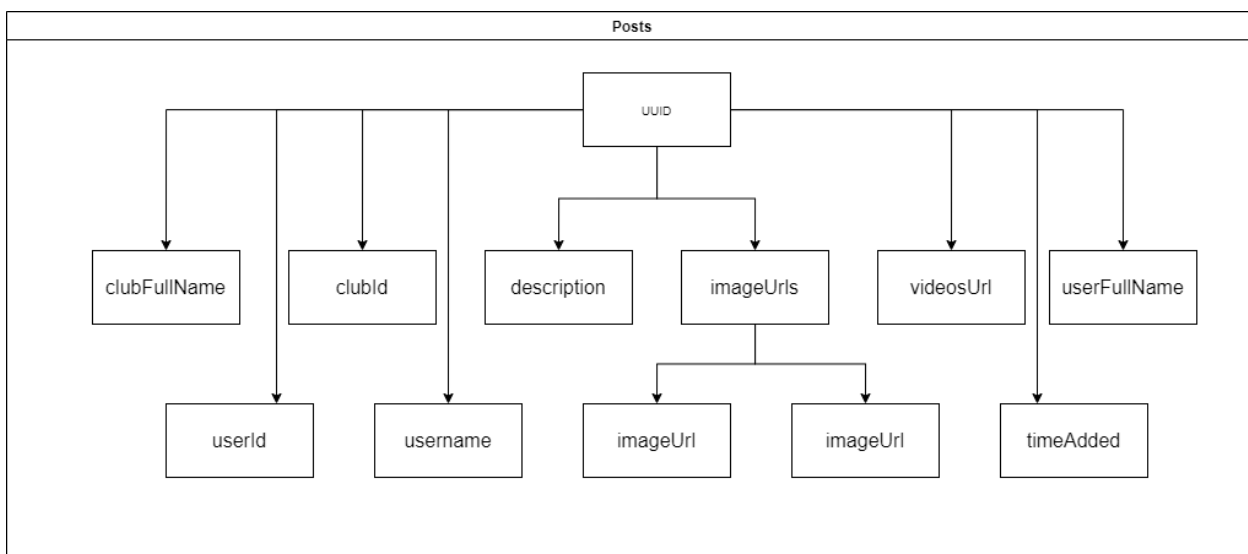 Posts
UUID
clubFullName
clubId
description
imageUrls
videosUrl
userFullName
userId
username
imageUrl
imageUrl
timeAdded